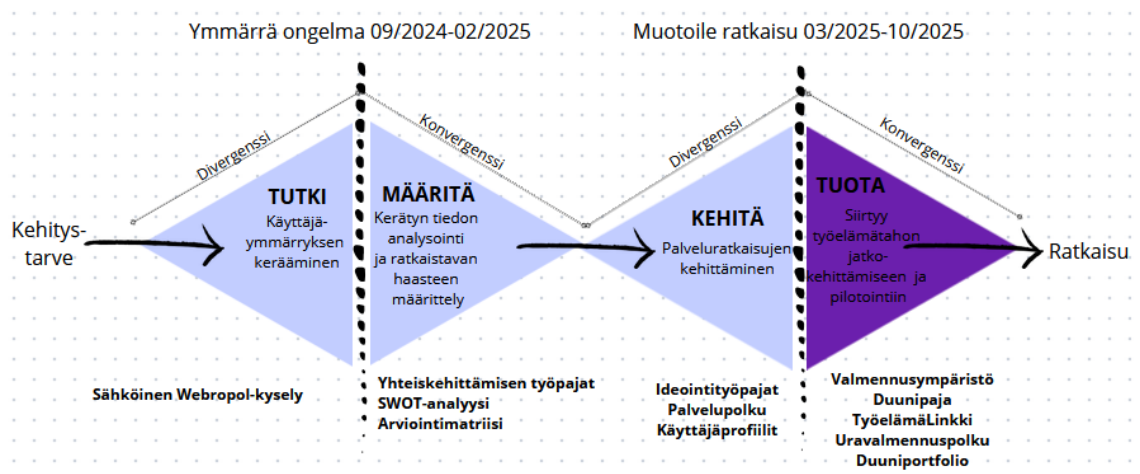 Ymmärrä ongelma 09/2024-02/2025
Muotoile ratkaisu 03/2025-10/2025
Divergenssi
Konvergenssi
Divergenssi
Konvergenssi
Kehitys-
tarve
TUTKI
Käyttäjä-
ymmärryksen
kerääminen
MÄÄRITÄ
Kerätyn tiedon
analysointi
ja ratkaistavan
haasteen
määrittely
KEHITÄ
Palveluratkaisujen
kehittäminen
TUOTA
Siirtyy
työelämätahon
jatko-
kehittämiseen ja
pilotointiin
Ratkaisu
Sähköinen Webropol-kysely
Yhteiskehittämisen työpajat
SWOT-analyysi
Arviointimatriisi
Ideointityöpajat
Palvelupolku
Käyttäjäprofiilit
Valmennusympäristö
Duunipaja
TyöelämäLinkki
Uravalmennuspolku
Duuniportfolio